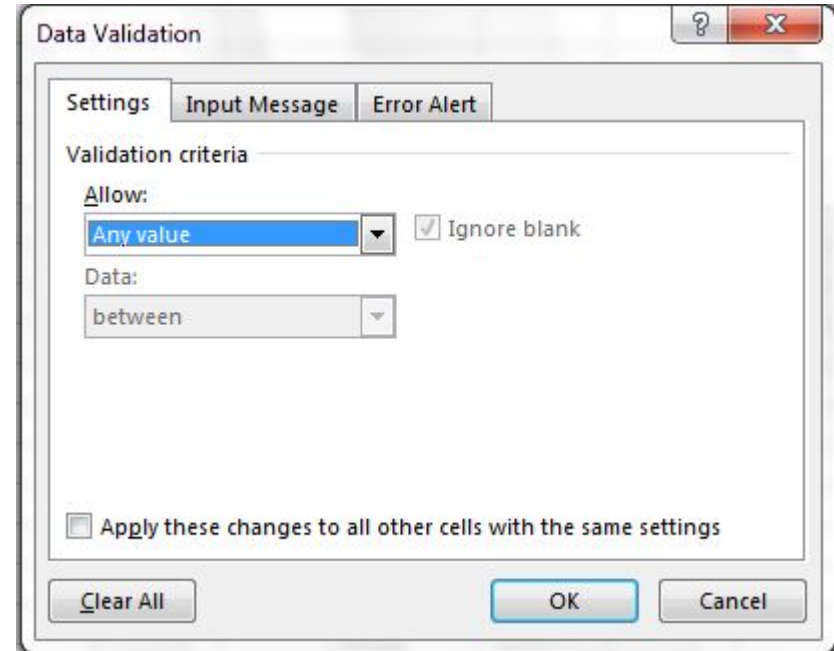 Data Validation
Settings Input Message Error Alert
Validation criteria
Allow:
Any value Ignore blank
Data:
between
Apply these changes to all other cells with the same settings
Clear All OK Cancel